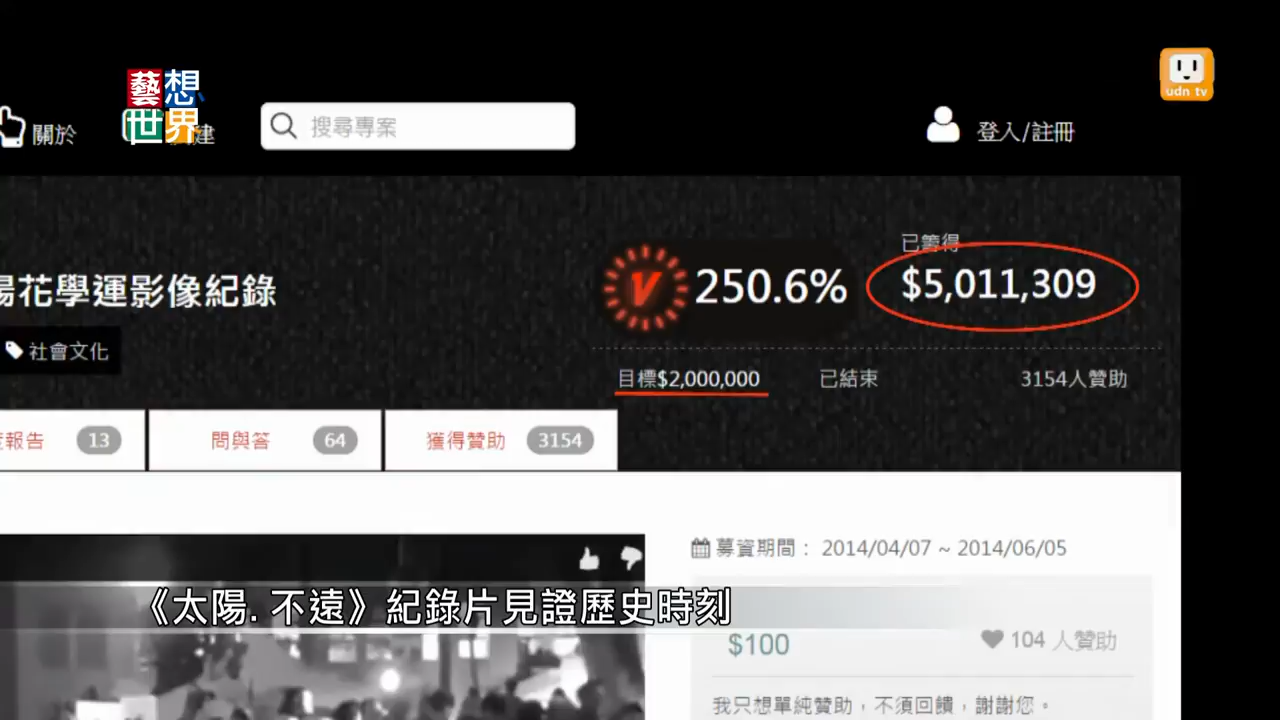 藝想
世界
udn tv
關於
建
搜尋專案
登入/註冊
已籌得
陽花學運影像紀錄
V 250.6%
$5,011,309
社會文化
目標$2,000,000
已結束
3154人贊助
報告 13
問與答 64
獲得贊助 3154
募資期間： 2014/04/07 ~ 2014/06/05
《太陽. 不遠》紀錄片見證歷史時刻
$100
104 人贊助
我只想單純贊助，不須回饋，謝謝您。